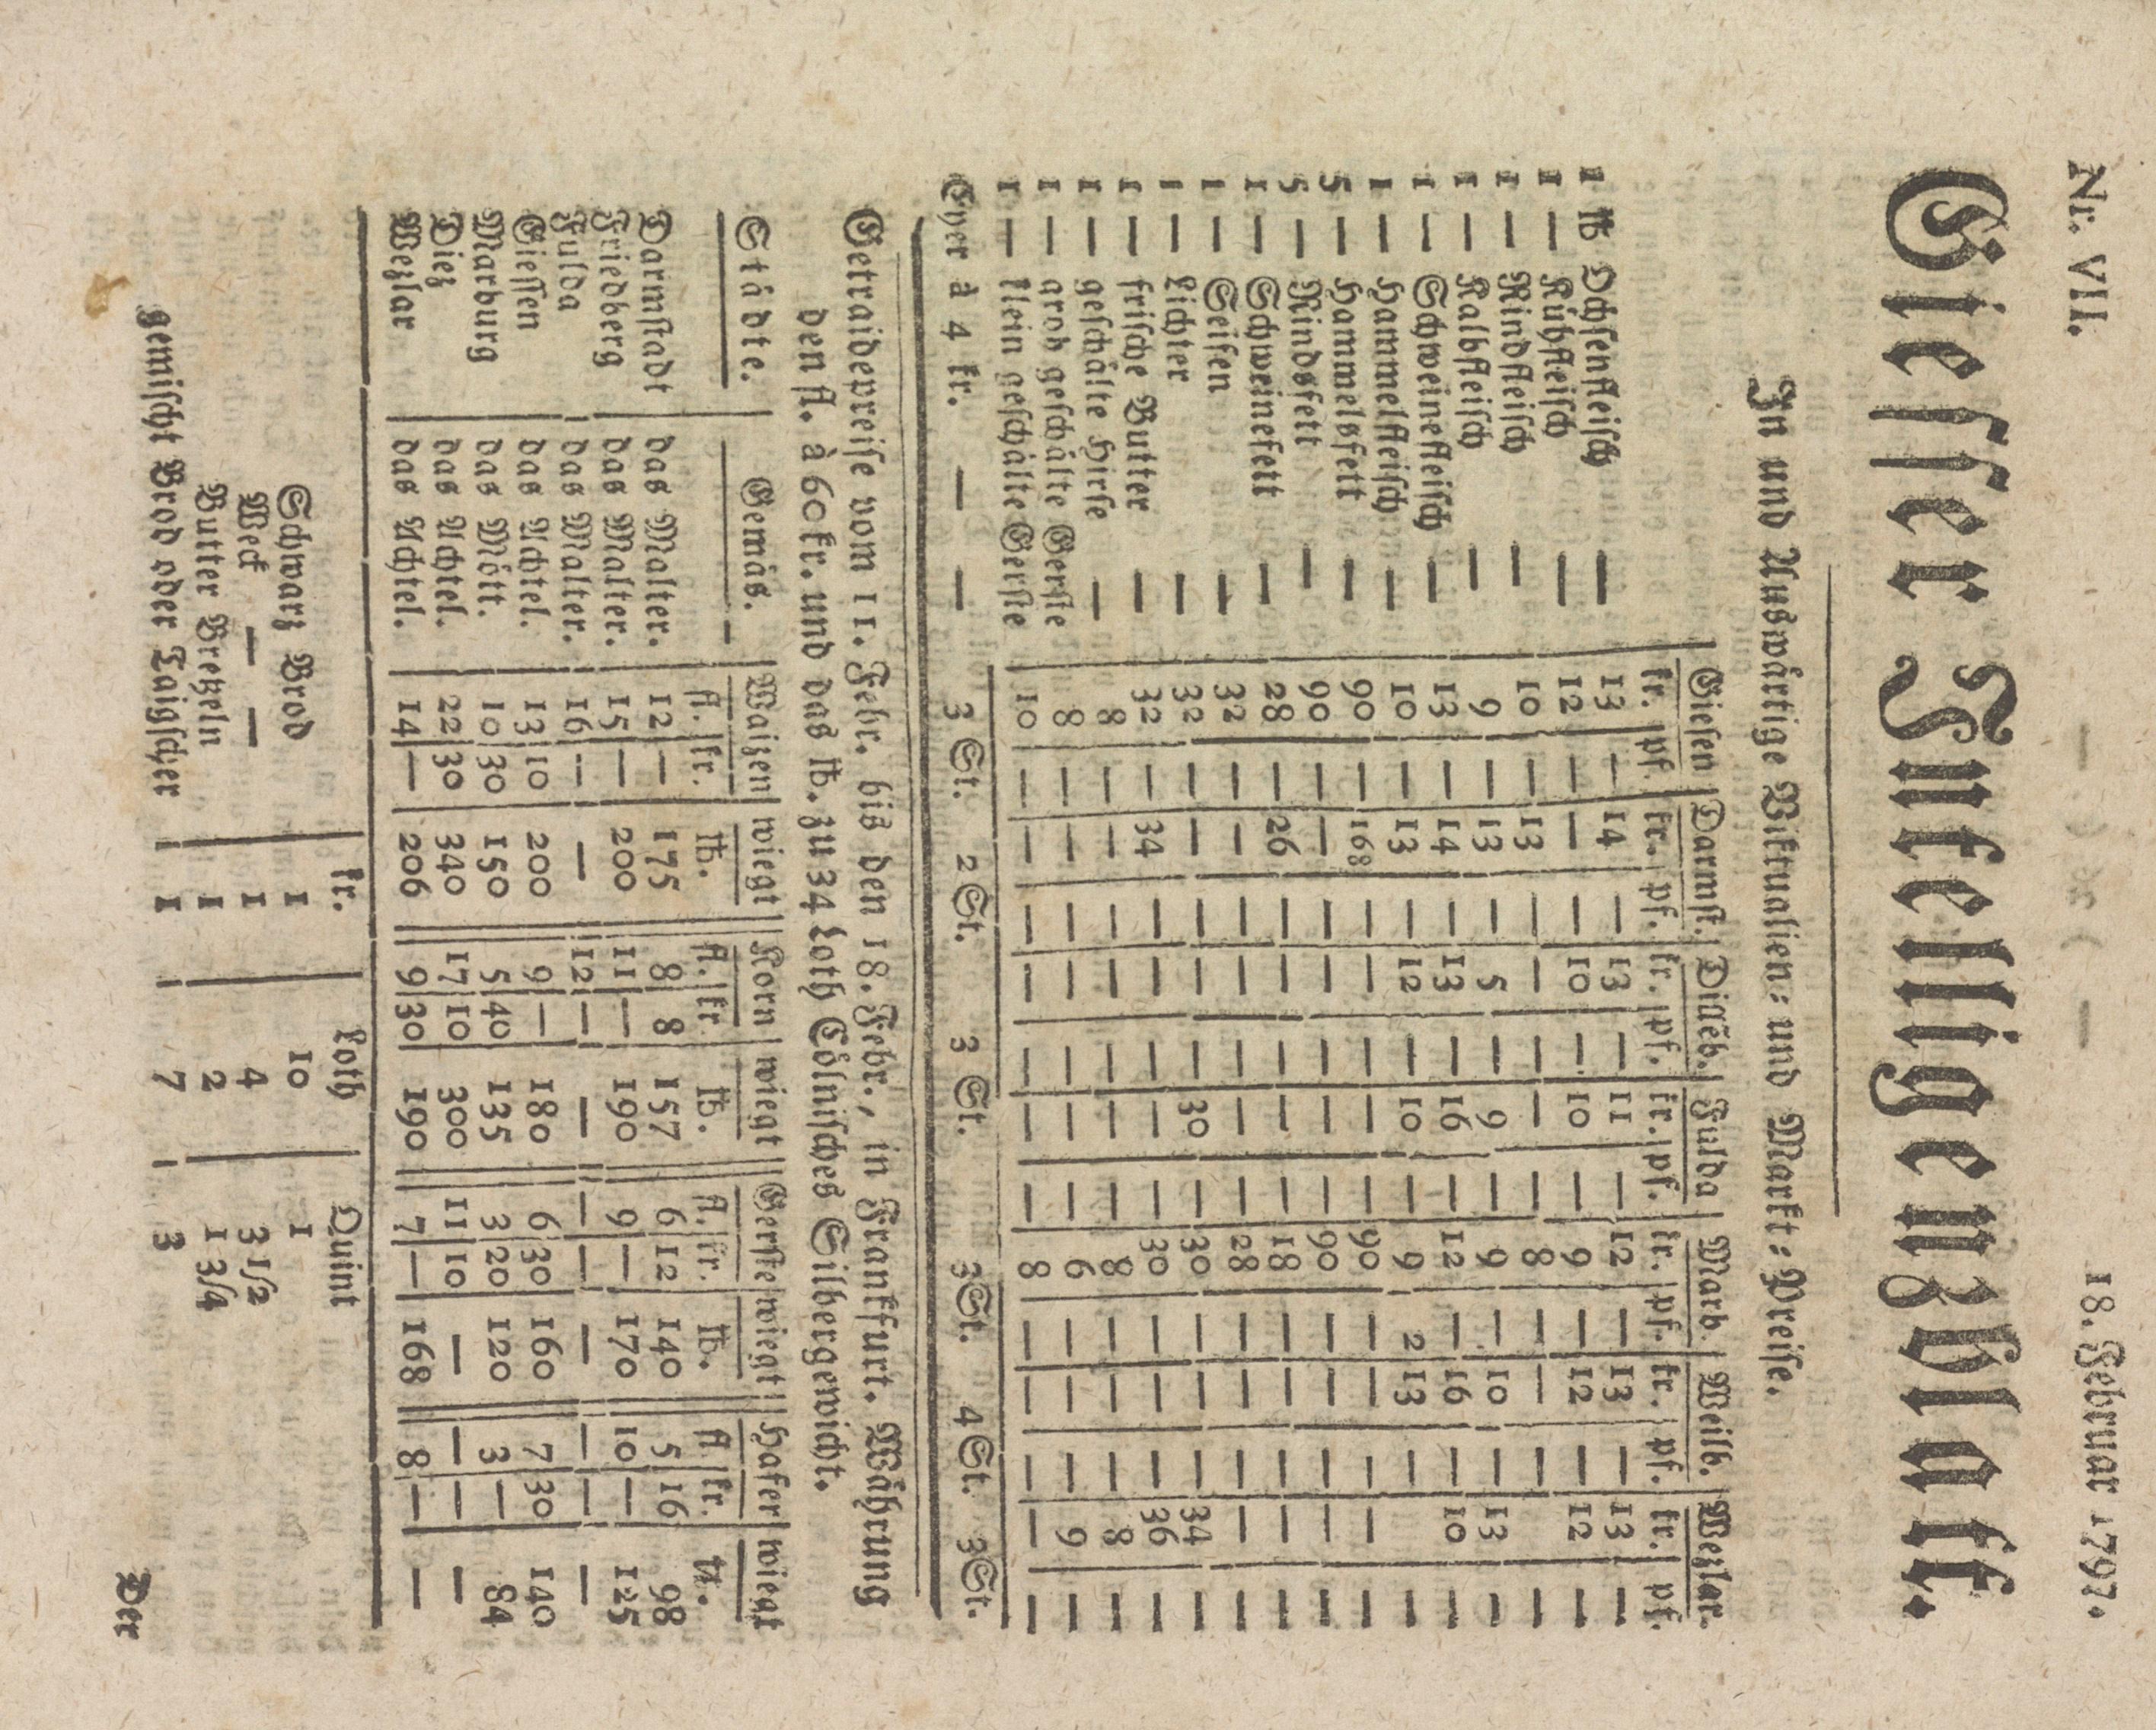 Nr. VII. 18. Februar 1797.
Giesser Intelligenzblatt.
In und Auswärtige Viktualien: und Markt: Preise.
Giesen Darmst. Dilleb. Fulda Marb. Weilb. Wezlar.
kr. pf. kr. pf. kr. pf. kr. pf. kr. pf. kr. pf. kr. pf.
1 ℔ Ochsenfleisch — 13 — 14 — 13 — 11 — 12 — 13 — 13 —
1 — Kuhfleisch — 12 — — — 10 — 10 — 9 — 12 — 12 —
1 — Rindfleisch — 10 — 13 — — — — — 8 — — — —
1 — Kalbfleisch — 9 — 13 — 5 — 9 — 9 — 10 — 13 —
1 — Schweinefleisch — 13 — 14 — 13 — 16 — 12 — 16 — 10 —
1 — Hammelfleisch — 10 — 13 — 12 — 10 — 9 2 13 — —
5 — Hammelsfett — 90 — 168 — — — — — 90 — — — — —
5 — Rindsfett — 90 — — — — — — — 90 — — — — —
1 — Schweinefett — 28 — 26 — — — — — 18 — — — — —
1 — Seifen — 32 — — — — — — — 28 — — — — —
1 — Lichter — 32 — — — — — 30 — 30 — — — 34 —
1 — frische Butter — 32 — 34 — — — — — 30 — — — 36 —
1 — geschälte Hirse — 8 — — — — — — — 8 — — — 8 —
1 — grob geschälte Gerste 8 — — — — — — — 6 — — — 9 —
1 — klein geschälte Gerste 10 — — — — — — — 8 — — — — —
Eyer à 4 kr. — — 3 St. 2 St. 3 St. 3 St. 4 St. 3 St.
Getraidepreise vom 11. Febr. bis den 18. Febr., in Frankfurt. Währung
den fl. à 60 kr. und das ℔. zu 34 Loth Cölnisches Silbergewicht.
Städte. Gemäs. Waizen wiegt Korn wiegt Gerste wiegt Hafer wiegt
fl. kr. ℔. fl. kr. ℔. fl. kr. ℔. fl kr. ℔.
Darmstadt das Malter. 12 — 175 8 8 157 6 12 140 5 16 98
Friedberg das Malter. 15 — 200 11 — 190 9 — 170 10 — 125
Fulda das Malter. 16 — — 12 — — — — — — — —
Giessen das Achtel. 13 10 200 9 — 180 6 30 160 7 30 140
Marburg das Mött. 10 30 150 5 40 135 3 20 120 3 — 84
Diez das Achtel. 22 30 340 17 10 300 11 10 — — — —
Wezlar das Achtel. 14 — 206 9 30 190 7 — 168 8 — —
kr. Loth Quint
Schwarz Brod 1 10 1
Weck — — 1 4 3 1/2
Butter Bretzeln 1 2 1 3/4
gemischt Brod oder Taigscher 1 7 3
Der